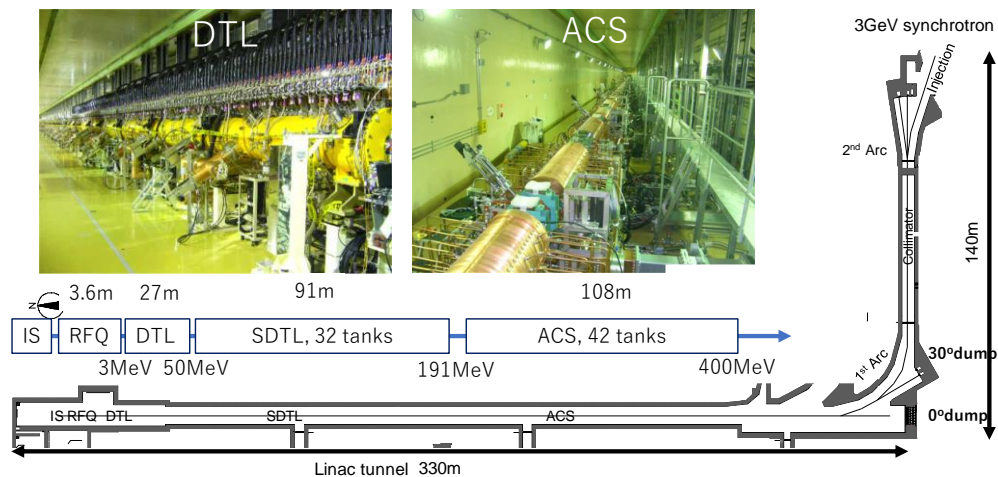 DTL
ACS
3GeV synchrotron
Injection
2nd Arc
Collimator
140m
3.6m 27m 91m 108m
N
IS RFQ DTL SDTL, 32 tanks ACS, 42 tanks
3MeV 50MeV 191MeV 400MeV
1st Arc
30°dump
IS RFQ DTL SDTL ACS
0°dump
Linac tunnel 330m